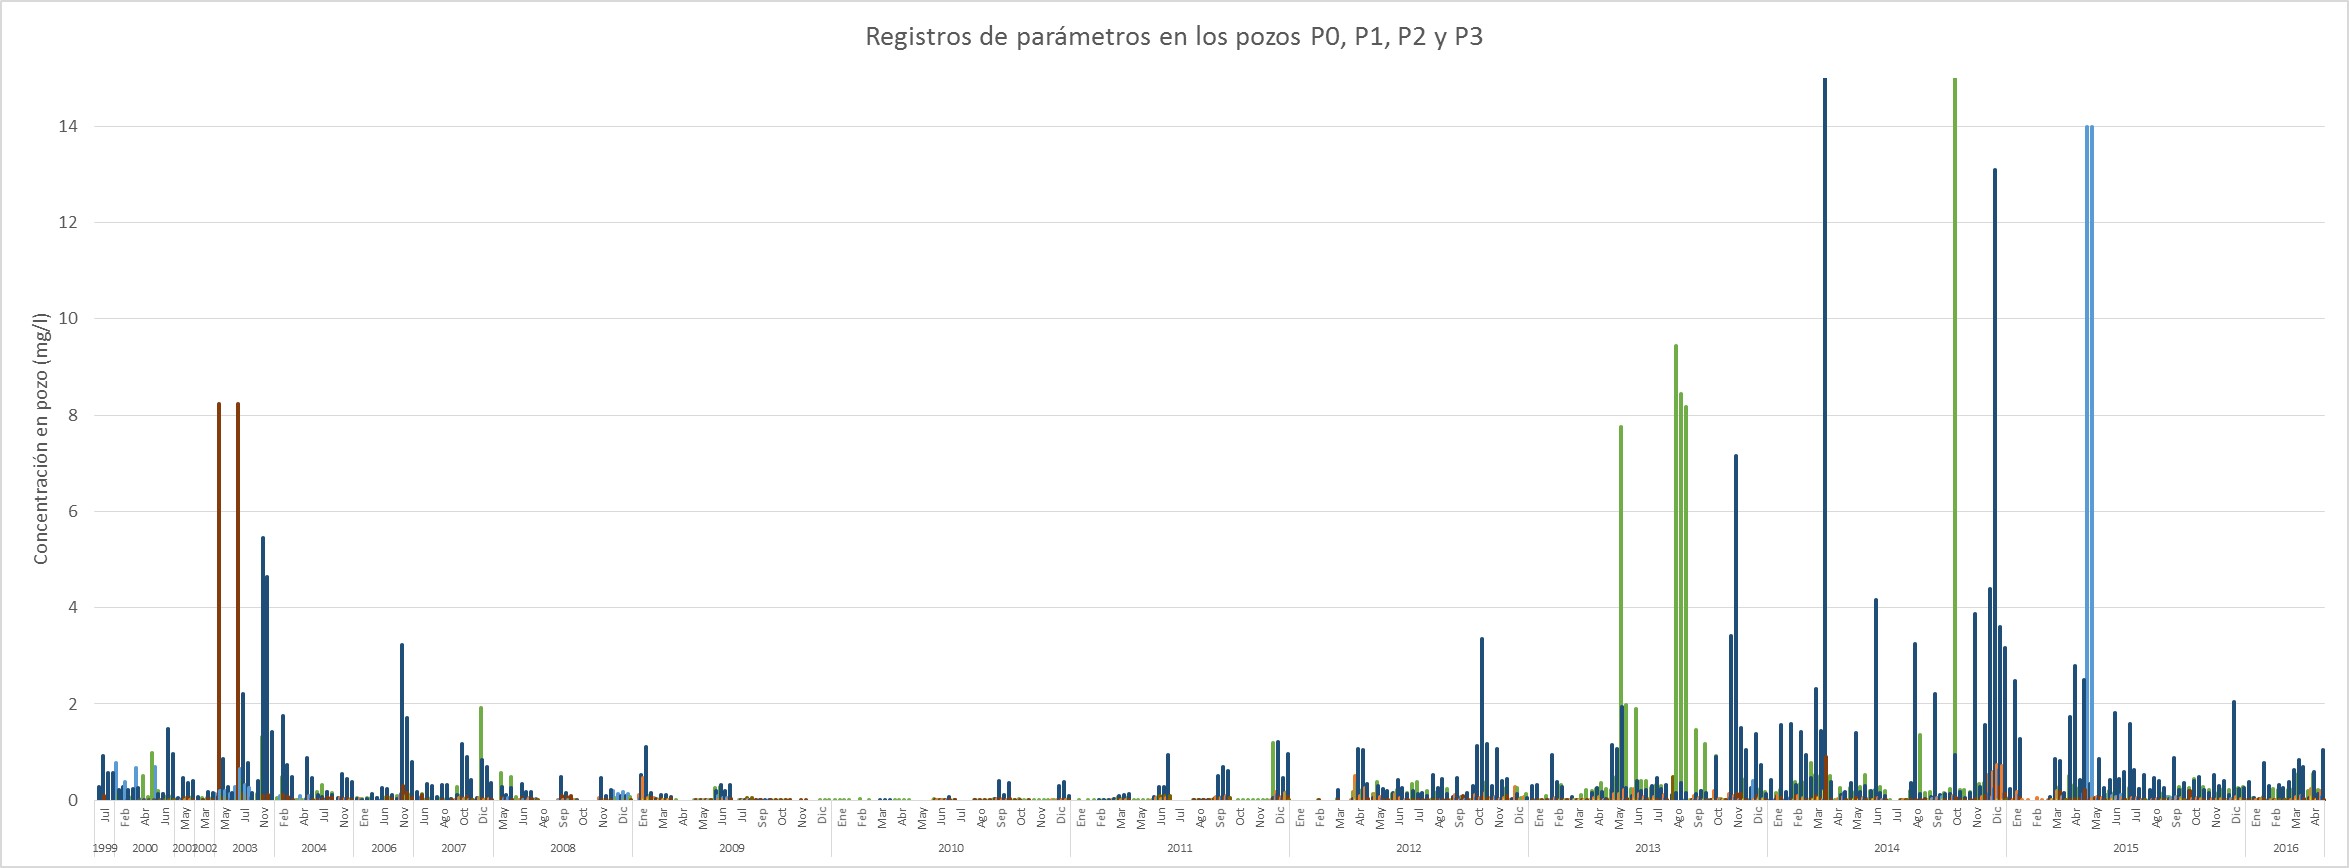 Registros de parámetros en los pozos P0, P1, P2 y P3
Concentración en pozo (mg/l)
14
12
10
8
6
4
2
0
Jul Feb Abr Jun May Mar May Jul Nov Feb Abr Jul Nov Ene Jun Nov Jun Oct Dic May Ago Sep Oct Nov Dic Ene Mar Abr May Jun Jul Sep Oct Nov Dic Ene Feb Mar Abr May Jun Jul Ago Sep Oct Nov Dic Ene Feb Mar May Jun Jul Ago Sep Oct Nov Dic Ene Feb Mar Abr May Jun Jul Ago Sep Oct Nov Dic Ene Feb Mar Abr May Jun Jul Ago Sep Oct Nov Dic Ene Feb Mar Abr May Jun Jul Ago Sep Oct Nov Dic Ene Feb Mar Abr May Jun Jul Ago Sep Oct Nov Dic Ene Feb Mar Abr
1999 2000 2001 2002 2003 2004 2006 2007 2008 2009 2010 2011 2012 2013 2014 2015 2016